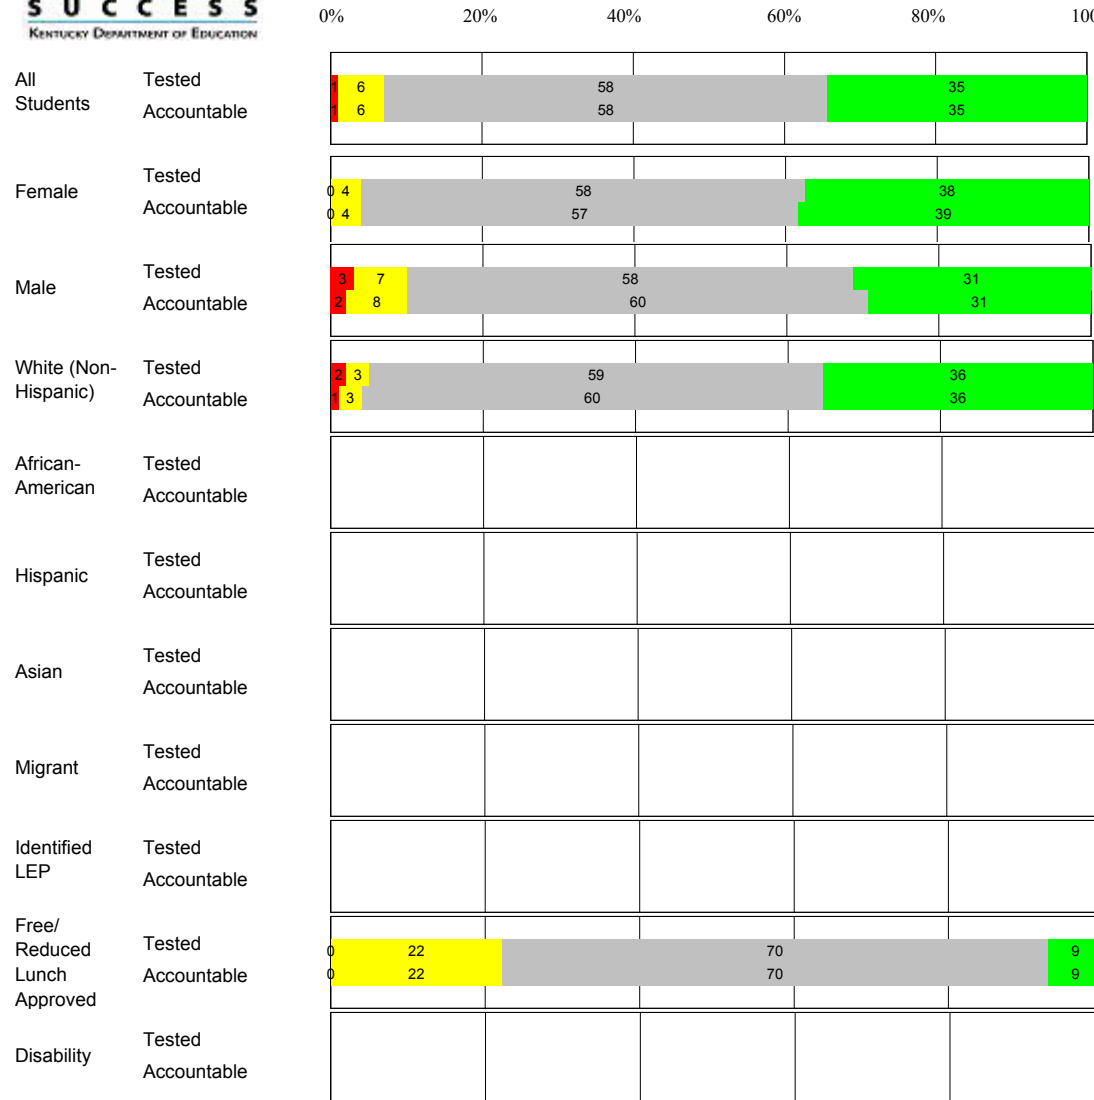 SUCCESS
KENTUCKY DEPARTMENT OF EDUCATION
0% 20% 40% 60% 80% 100
All Students
Tested 1 6 58 35
Accountable 1 6 58 35
Female
Tested 0 4 58 38
Accountable 0 4 57 39
Male
Tested 3 7 58 31
Accountable 2 8 60 31
White (Non-
Hispanic)
Tested 2 3 59 36
Accountable 1 3 60 36
African-
American
Tested
Accountable
Hispanic
Tested
Accountable
Asian
Tested
Accountable
Migrant
Tested
Accountable
Identified
LEP
Tested
Accountable
Free/
Reduced
Lunch
Approved
Tested 0 22 70 9
Accountable 0 22 70 9
Disability
Tested
Accountable